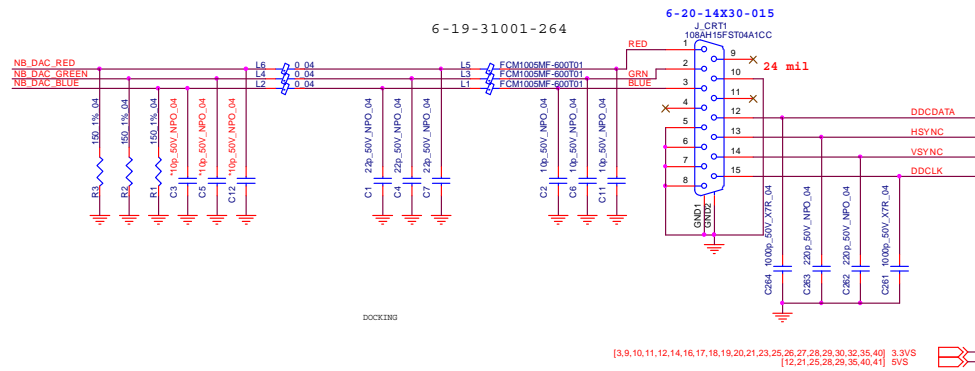 6-20-14X30-015
6-19-31001-264
J_CRT1
108AH15FST04A1CC
RED
1
9
NB_DAC_RED
L6
0_04
L5
FCM1005MF-600T01
24 mil
NB_DAC_GREEN
L4
0_04
L3
FCM1005MF-600T01
GRN
2
10
NB_DAC_BLUE
L2
0_04
L1
FCM1005MF-600T01
BLUE
3
11
4
12
DDCDATA
5
13
HSYNC
6
14
VSYNC
7
15
DDCLK
8
R3 150_1%_04
R2 150_1%_04
R1 150_1%_04
C3 *10p_50V_NPO_04
C5 *10p_50V_NPO_04
C12 *10p_50V_NPO_04
C1 22p_50V_NPO_04
C4 22p_50V_NPO_04
C7 22p_50V_NPO_04
C2 10p_50V_NPO_04
C6 10p_50V_NPO_04
C11 10p_50V_NPO_04
GND1
GND2
C264 1000p_50V_X7R_04
C263 220p_50V_NPO_04
C262 220p_50V_NPO_04
C261 1000p_50V_X7R_04
DOCKING
[3,9,10,11,12,14,16,17,18,19,20,21,23,25,26,27,28,29,30,32,35,40] 3.3VS
[12,21,25,28,29,35,40,41] 5VS